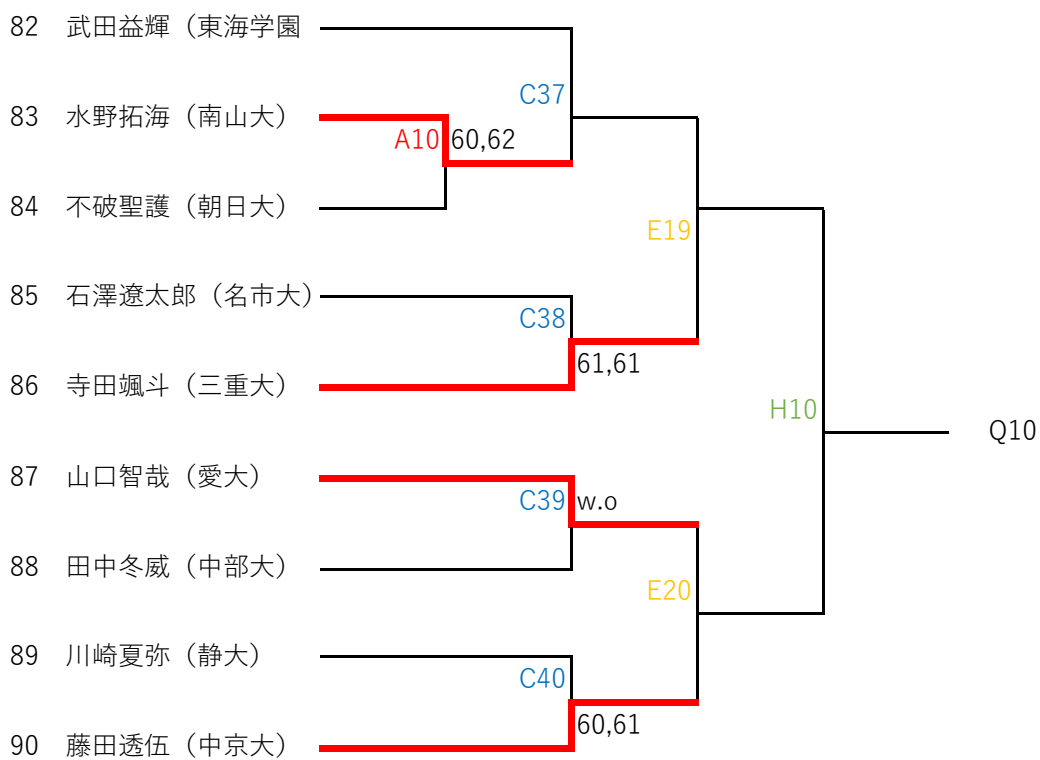 82 武田益輝（東海学園
C37
83 水野拓海（南山大）
A10 60,62
84 不破聖護（朝日大）
E19
85 石澤遼太郎（名市大）
C38
61,61
86 寺田颯斗（三重大）
H10
Q10
87 山口智哉（愛大）
C39 w.o
88 田中冬威（中部大）
E20
89 川崎夏弥（静大）
C40
60,61
90 藤田透伍（中京大）